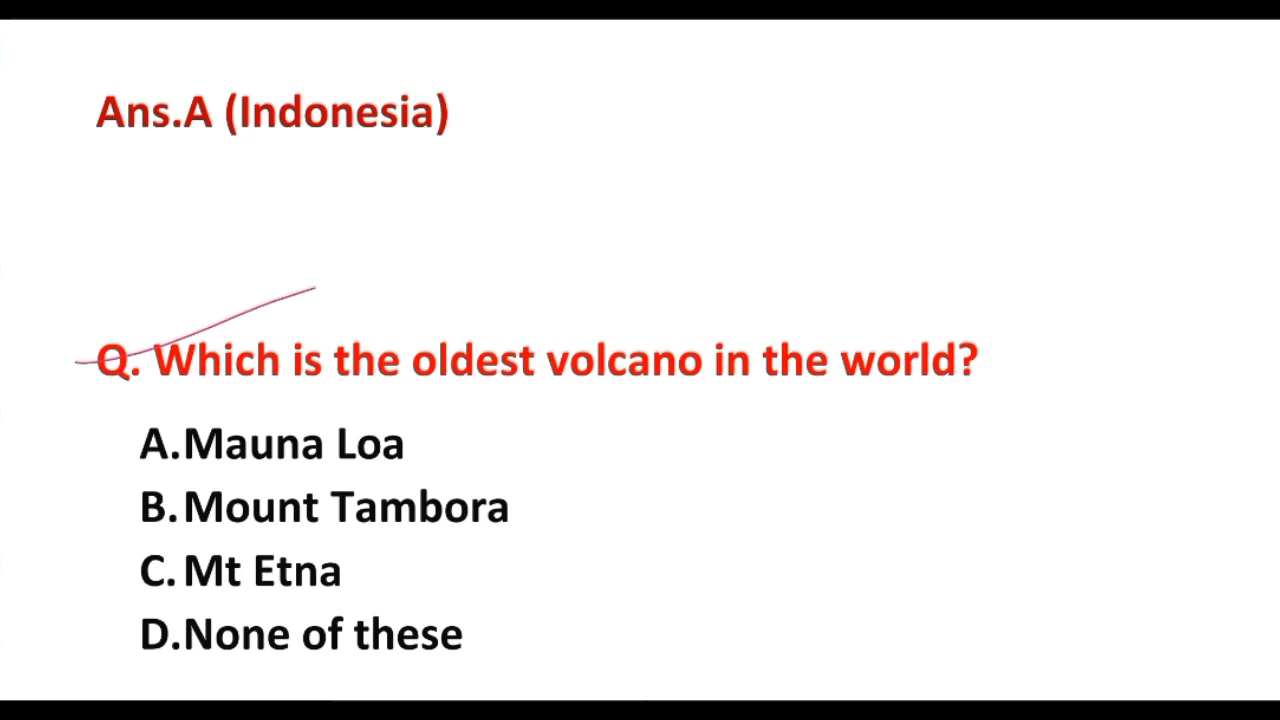 Ans.A (Indonesia)
Q. Which is the oldest volcano in the world?
A.Mauna Loa
B.Mount Tambora
C.Mt Etna
D.None of these